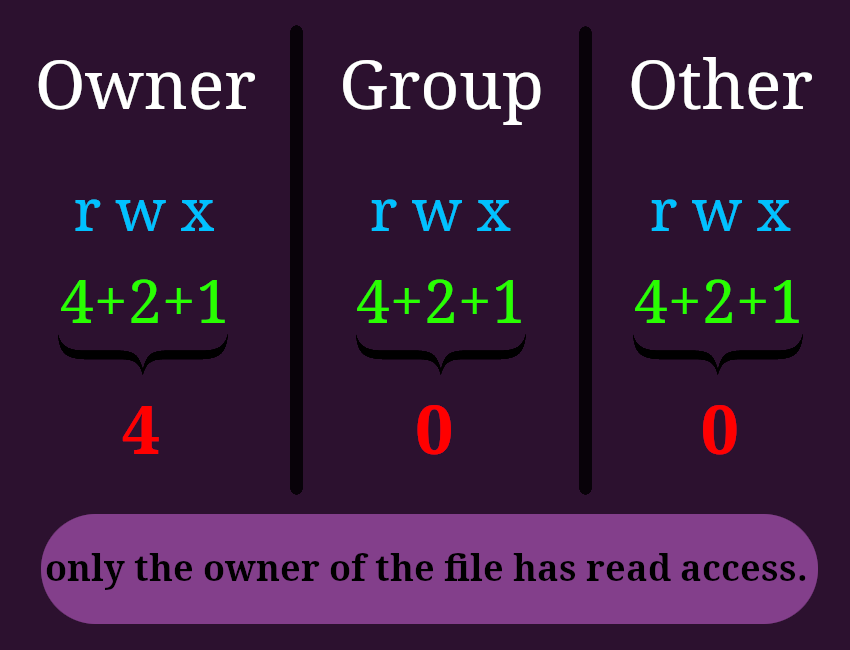 Owner Group Other
r w x r w x r w x
4+2+1 4+2+1 4+2+1
4 0 0
only the owner of the file has read access.